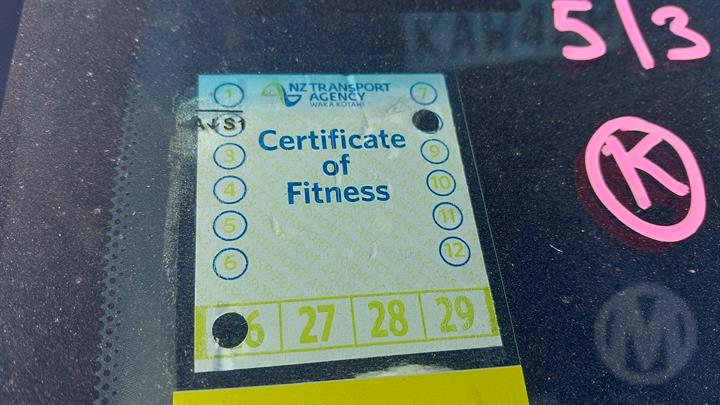 5/3
K
NZ TRANSPORT
AGENCY
WAKA KOTAHI
1
7
A↓S1
Certificate
of
Fitness
3
9
4
10
5
11
6
12
6 27 28 29
M